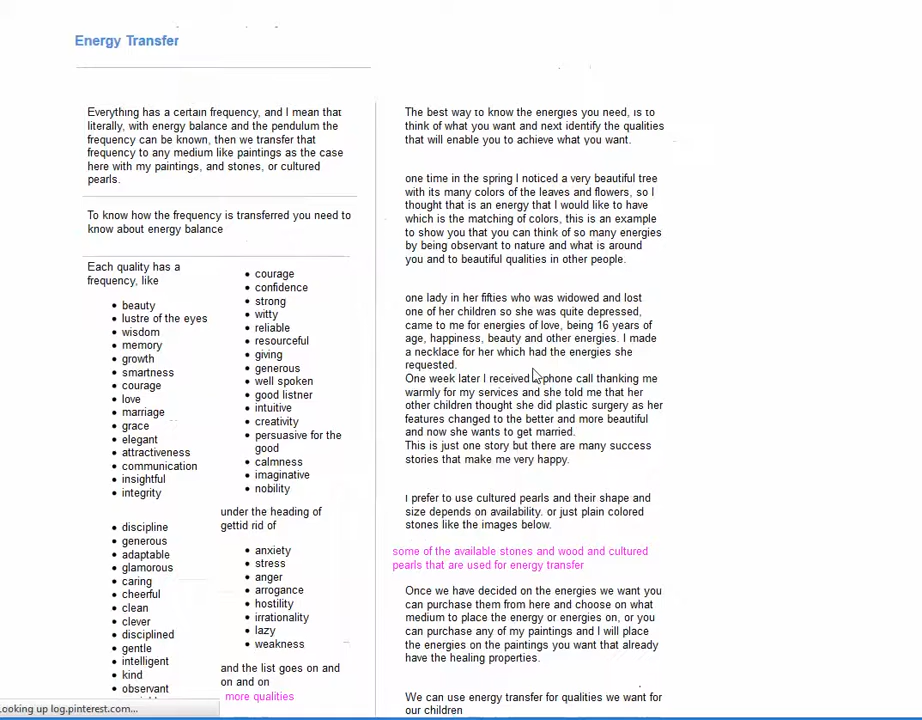 Energy Transfer
Everything has a certain frequency, and I mean that
literally, with energy balance and the pendulum the
frequency can be known, then we transfer that
frequency to any medium like paintings as the case
here with my paintings, and stones, or cultured
pearls.
To know how the frequency is transferred you need to
know about energy balance
Each quality has a
frequency, like
beauty
lustre of the eyes
wisdom
memory
growth
smartness
courage
love
marriage
grace
elegant
attractiveness
communication
insightful
integrity
discipline
generous
adaptable
glamorous
caring
cheerful
clean
clever
disciplined
gentle
intelligent
kind
observant
courage
confidence
strong
witty
reliable
resourceful
giving
generous
well spoken
good listner
intuitive
creativity
persuasive for the
good
calmness
imaginative
nobility
under the heading of
gettid rid of
anxiety
stress
anger
arrogance
hostility
irrationality
lazy
weakness
and the list goes on and
on and on
more qualities
The best way to know the energies you need, is to
think of what you want and next identify the qualities
that will enable you to achieve what you want.
one time in the spring I noticed a very beautiful tree
with its many colors of the leaves and flowers, so I
thought that is an energy that I would like to have
which is the matching of colors, this is an example
to show you that you can think of so many energies
by being observant to nature and what is around
you and to beautiful qualities in other people.
one lady in her fifties who was widowed and lost
one of her children so she was quite depressed,
came to me for energies of love, being 16 years of
age, happiness, beauty and other energies. I made
a necklace for her which had the energies she
requested.
One week later I received a phone call thanking me
warmly for my services and she told me that her
other children thought she did plastic surgery as her
features changed to the better and more beautiful
and now she wants to get married.
This is just one story but there are many success
stories that make me very happy.
I prefer to use cultured pearls and their shape and
size depends on availability. or just plain colored
stones like the images below.
some of the available stones and wood and cultured
pearls that are used for energy transfer
Once we have decided on the energies we want you
can purchase them from here and choose on what
medium to place the energy or energies on, or you
can purchase any of my paintings and I will place
the energies on the paintings you want that already
have the healing properties.
We can use energy transfer for qualities we want for
our children
Looking up log.pinterest.com...